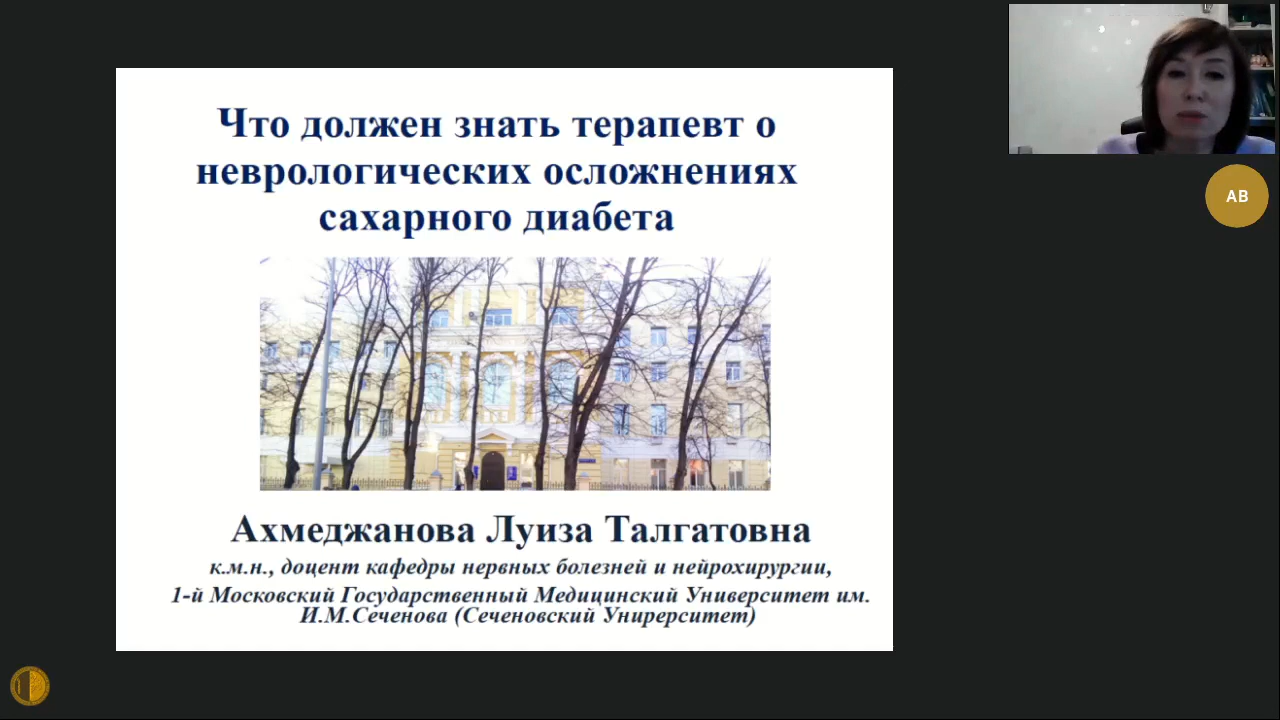 Что должен знать терапевт о
неврологических осложнениях
сахарного диабета
Ахмеджанова Луиза Талгатовна
к.м.н., доцент кафедры нервных болезней и нейрохирургии,
1-й Московский Государственный Медицинский Университет им.
И.М.Сеченова (Сеченовский Унирерситет)
АВ